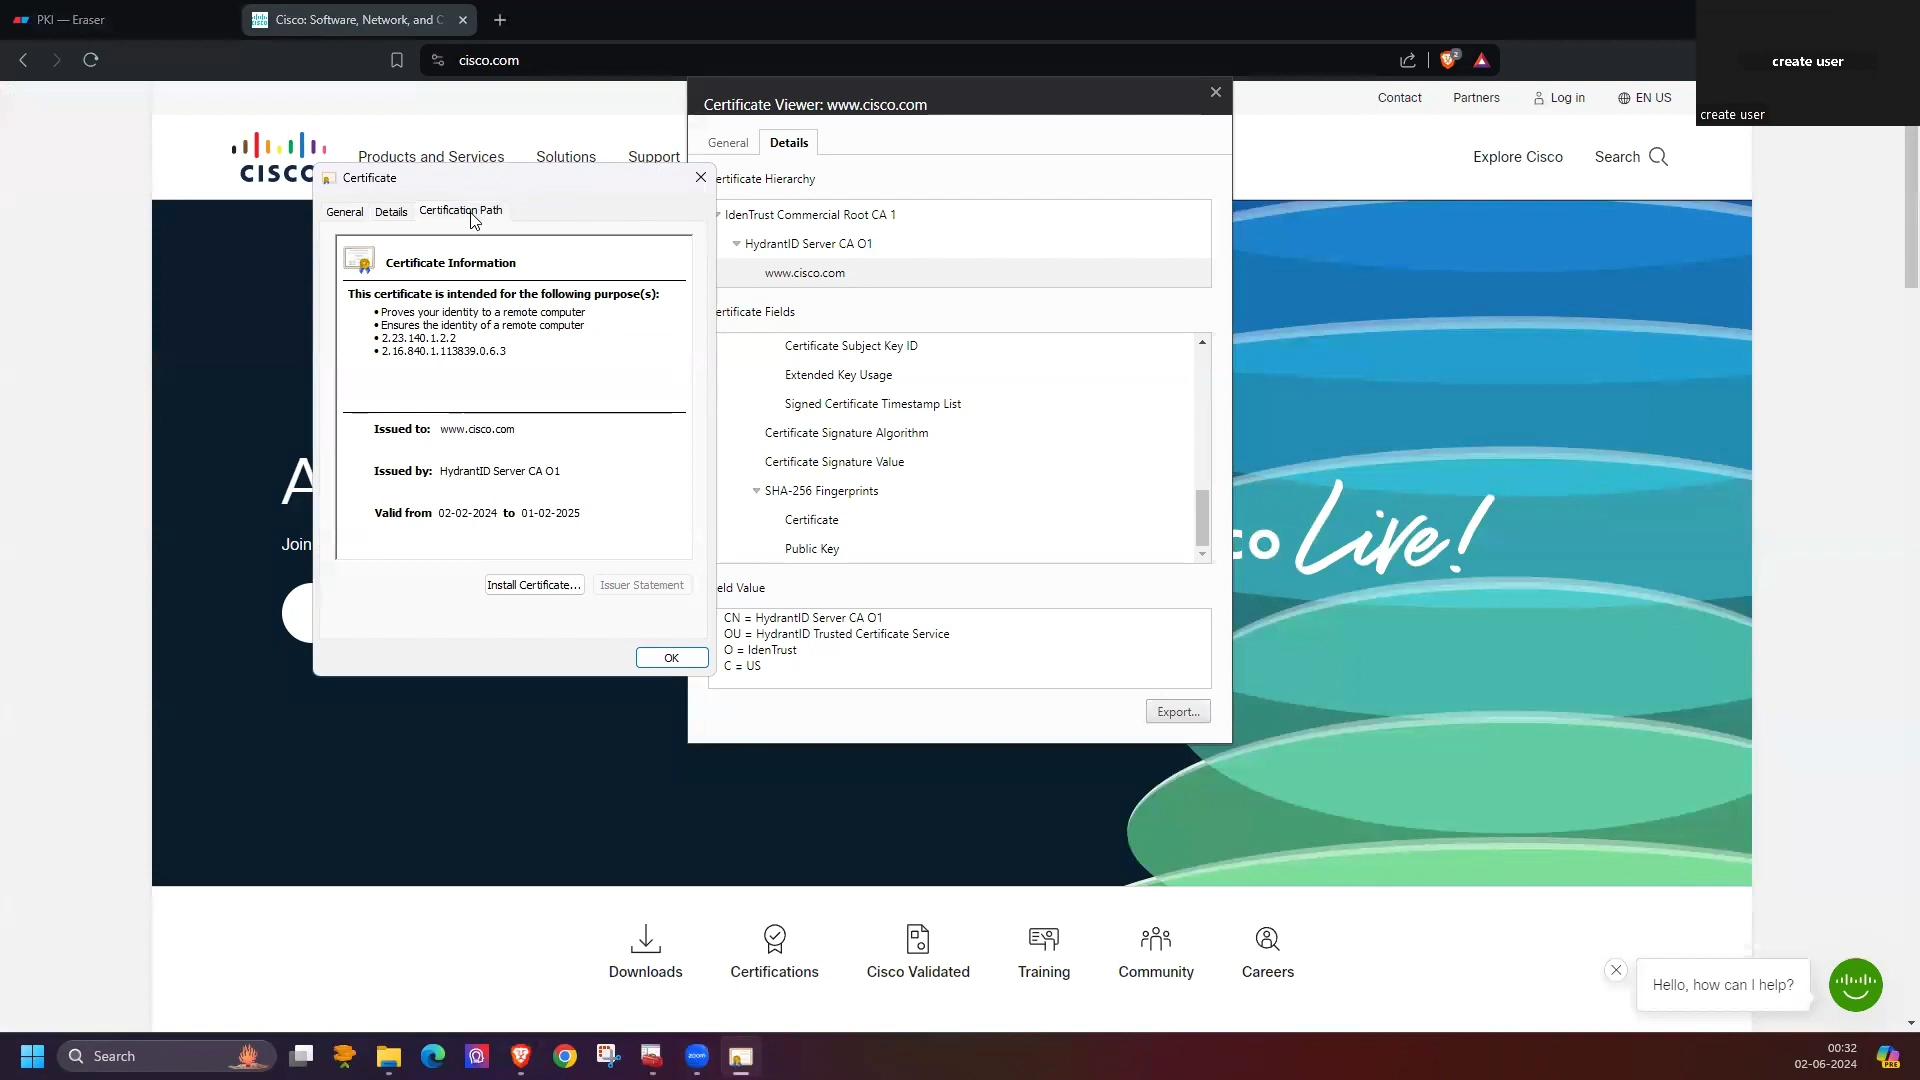 PKI — Eraser
Cisco: Software, Network, and C
cisco.com
2
create user
create user
Contact
Partners
Log in
EN US
CISCO
Products and Services
Solutions
Support
Explore Cisco
Search
Certificate Viewer: www.cisco.com
General
Details
ertificate Hierarchy
IdenTrust Commercial Root CA 1
HydrantID Server CA O1
www.cisco.com
ertificate Fields
Certificate Subject Key ID
Extended Key Usage
Signed Certificate Timestamp List
Certificate Signature Algorithm
Certificate Signature Value
SHA-256 Fingerprints
Certificate
Public Key
eld Value
CN = HydrantID Server CA O1
OU = HydrantID Trusted Certificate Service
O = IdenTrust
C = US
Export...
Certificate
General
Details
Certification Path
Certificate Information
This certificate is intended for the following purpose(s):
• Proves your identity to a remote computer
• Ensures the identity of a remote computer
• 2.23.140.1.2.2
• 2.16.840.1.113839.0.6.3
Issued to: www.cisco.com
Issued by: HydrantID Server CA O1
Valid from 02-02-2024 to 01-02-2025
Install Certificate...
Issuer Statement
OK
A
Join
co Live!
Downloads
Certifications
Cisco Validated
Training
Community
Careers
Hello, how can I help?
Search
zoom
00:32
02-06-2024
PRE